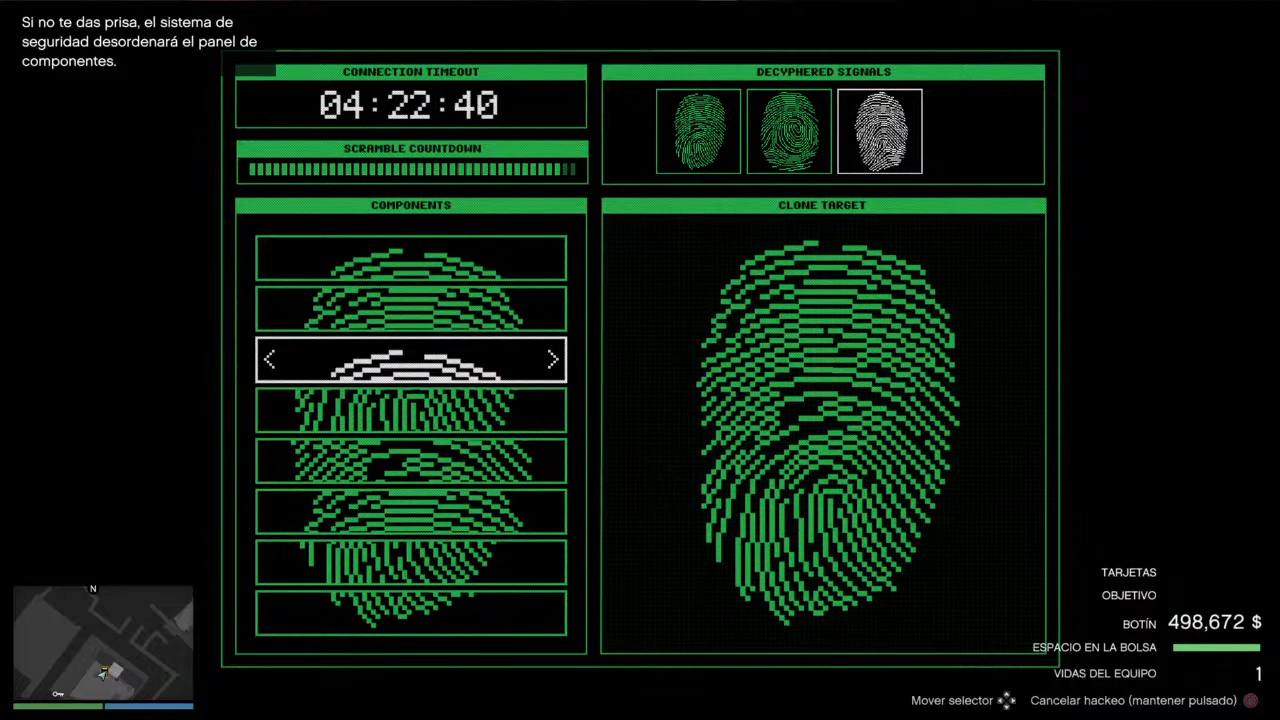 Si no te das prisa, el sistema de
seguridad desordenará el panel de
componentes.
CONNECTION TIMEOUT
04:22:40
SCRAMBLE COUNTDOWN
COMPONENTS
DECYPHERED SIGNALS
CLONE TARGET
N
TARJETAS
OBJETIVO
BOTÍN 498,672 $
ESPACIO EN LA BOLSA
VIDAS DEL EQUIPO 1
Mover selector Cancelar hackeo (mantener pulsado)